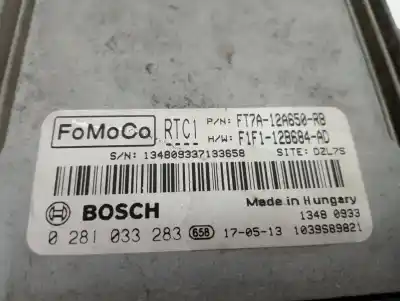 FoMoCo RTC1 P/N: FT7A-12A650-RB
H/W: F1F1-12B684-AD
S/N: 134809337133658 SITE: DZL7S
BOSCH Made in Hungary
1348 0933
0 281 033 283 658 17-05-13 1039S89821